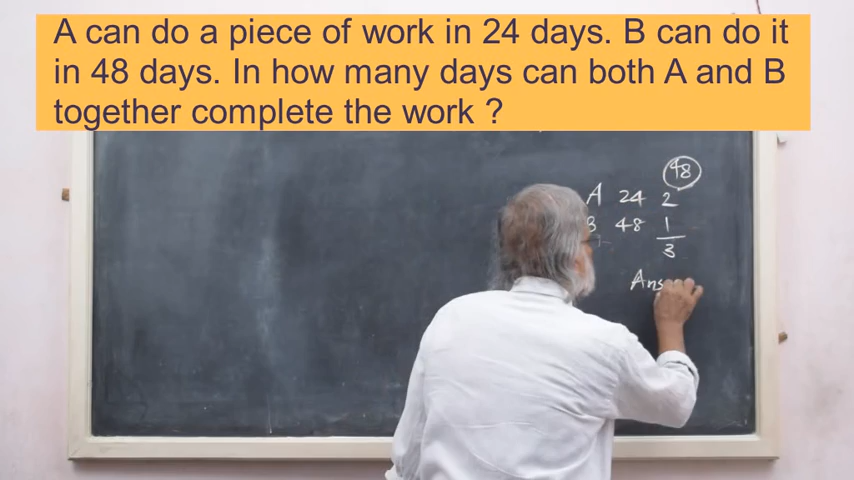 A can do a piece of work in 24 days. B can do it
in 48 days. In how many days can both A and B
together complete the work ?
48
A 24 2
B 48 1
3
Ans